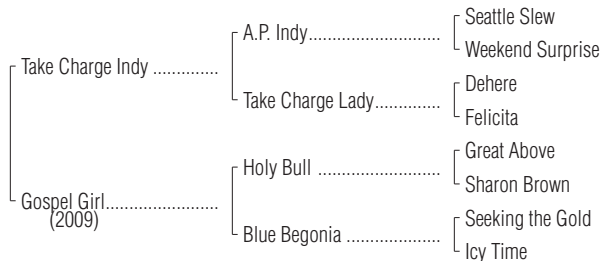 Seattle Slew
A.P. Indy........................
Weekend Surprise
Take Charge Indy ..............
Dehere
Take Charge Lady..............
Felicita
Great Above
Holy Bull ..........................
Sharon Brown
Gospel Girl........................
(2009)
Seeking the Gold
Blue Begonia ....................
Icy Time